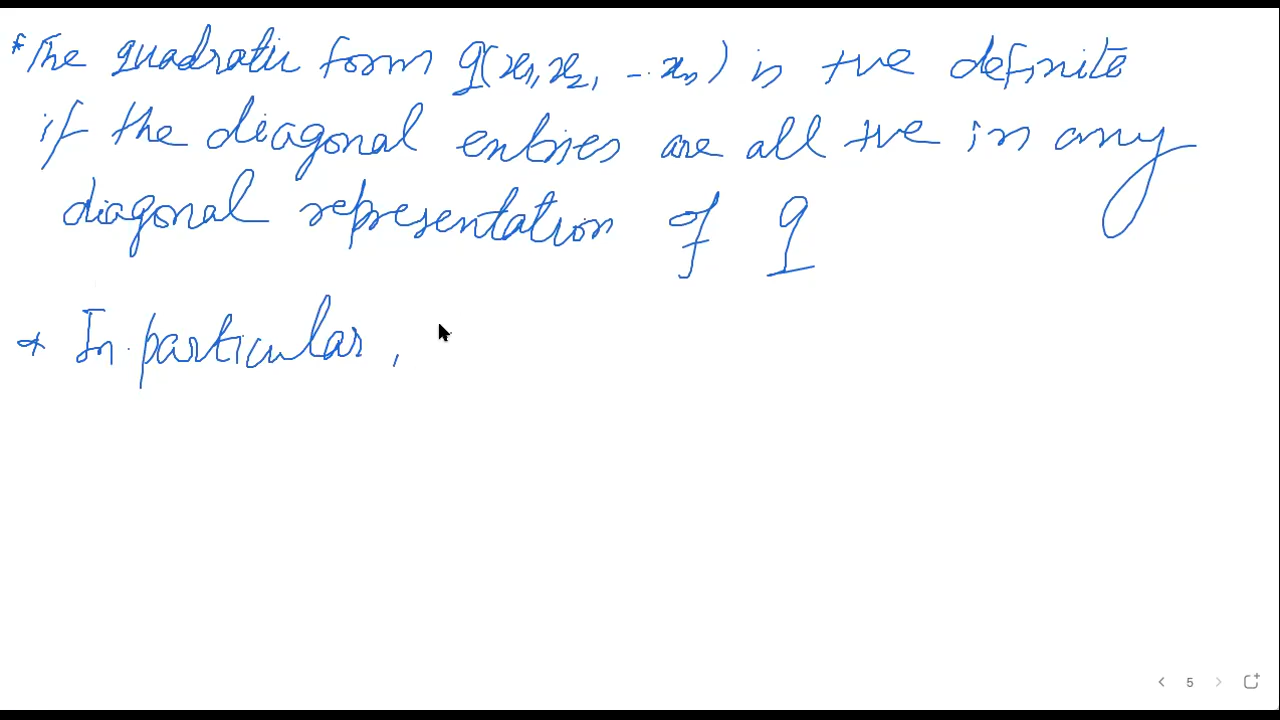 * The quadratic form q(x₁, x₂, -.. xₙ) is +ve definite
if the diagonal entries are all +ve in any
diagonal representation of q
* In particular,
< 5 >